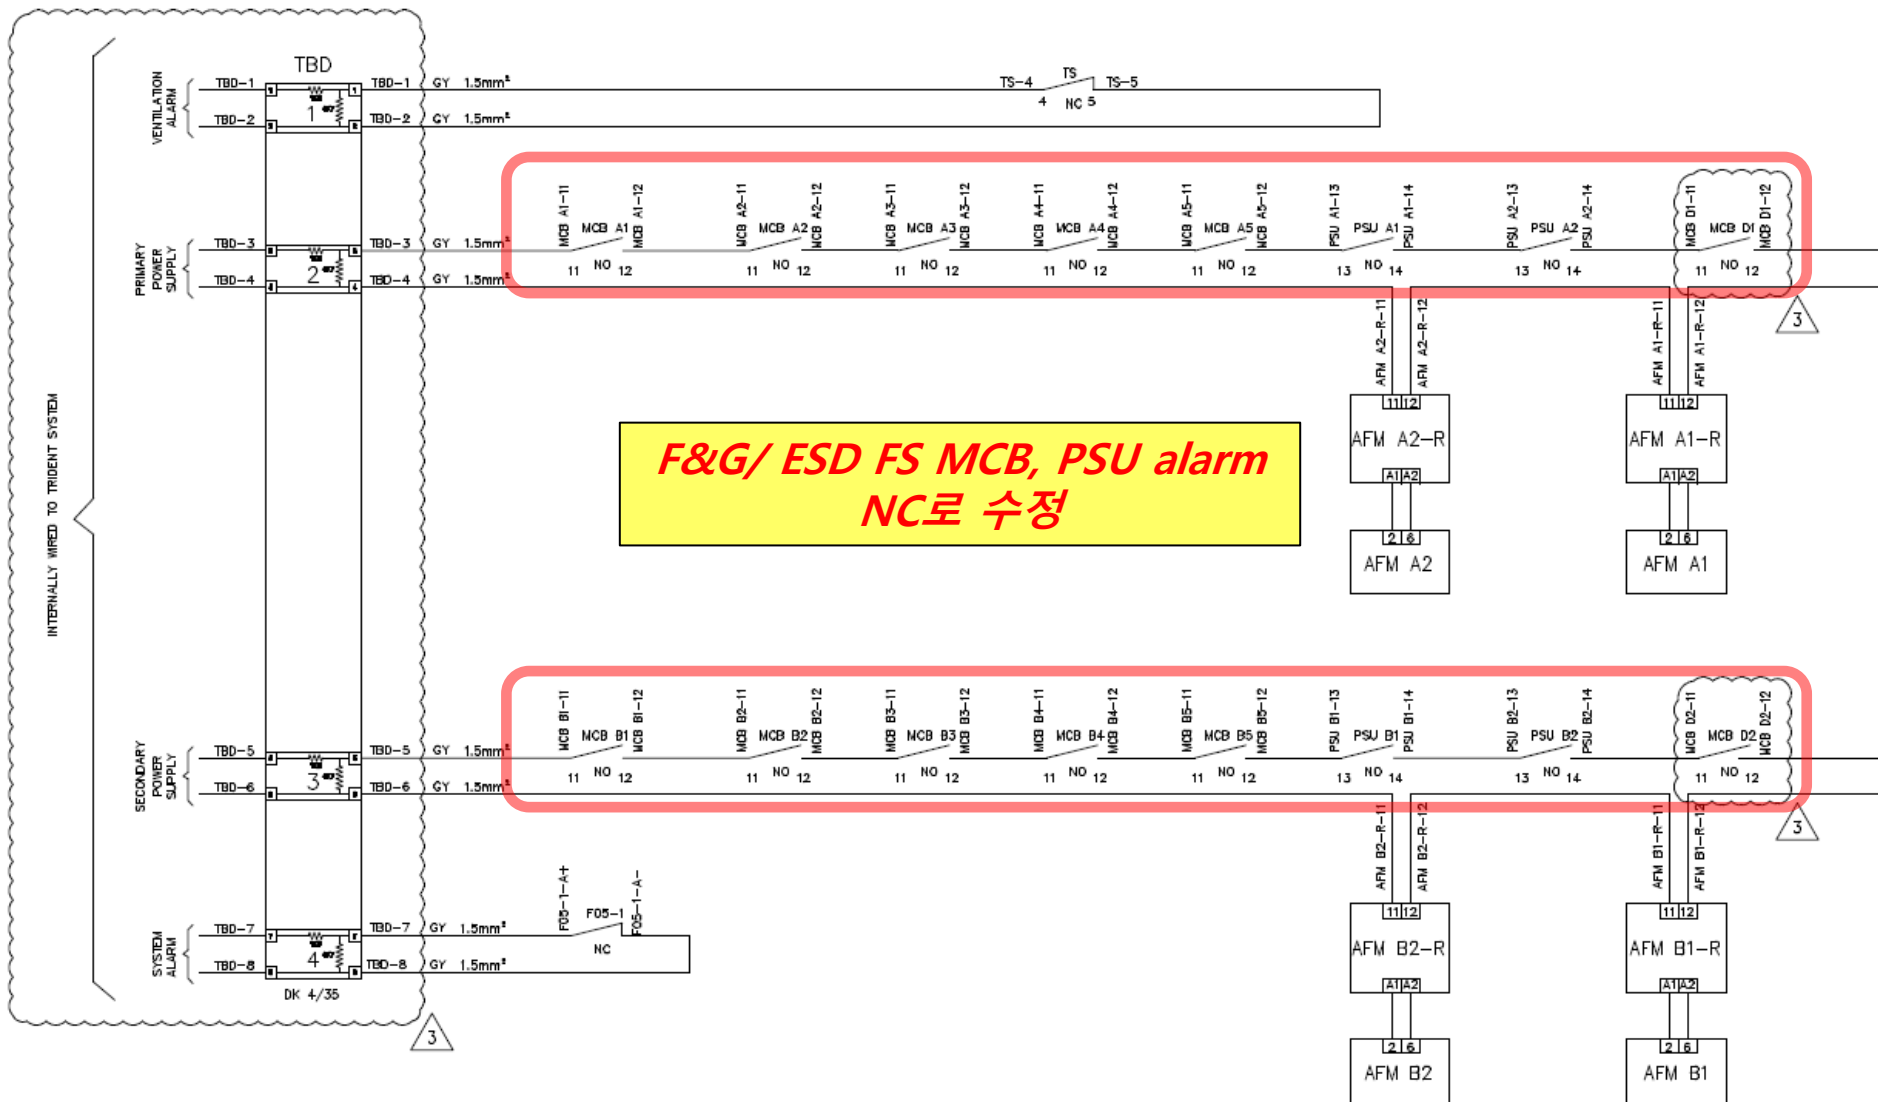 INTERNALLY WIRED TO TRIDENT SYSTEM
TBD
VENTILATION ALARM
TBD-1
TBD-1 GY 1.5mm²
TBD-2
TBD-2 GY 1.5mm²
1
TS-4 TS TS-5
4 NC 5
MCB A1-11 MCB A1-12 MCB A2-11 MCB A2-12 MCB A3-11 MCB A3-12 MCB A4-11 MCB A4-12 MCB A5-11 MCB A5-12 PSU A1-13 PSU A1-14 PSU A2-13 PSU A2-14 MCB D1-11 MCB D1-12
MCB A1 MCB A2 MCB A3 MCB A4 MCB A5 PSU A1 PSU A2 MCB D1
PRIMARY POWER SUPPLY
TBD-3
TBD-3 GY 1.5mm²
11 NO 12 11 NO 12 11 NO 12 11 NO 12 11 NO 12 13 NO 14 13 NO 14 11 NO 12
TBD-4
TBD-4 GY 1.5mm²
2
3
AFM A2-R-11 AFM A2-R-12 AFM A1-R-11 AFM A1-R-12
11 12 11 12
AFM A2-R AFM A1-R
A1 A2 A1 A2
2 6 2 6
AFM A2 AFM A1
F&G/ ESD FS MCB, PSU alarm
NC로 수정
MCB B1-11 MCB B1-12 MCB B2-11 MCB B2-12 MCB B3-11 MCB B3-12 MCB B4-11 MCB B4-12 MCB B5-11 MCB B5-12 PSU B1-13 PSU B1-14 PSU B2-13 PSU B2-14 MCB D2-11 MCB D2-12
MCB B1 MCB B2 MCB B3 MCB B4 MCB B5 PSU B1 PSU B2 MCB D2
SECONDARY POWER SUPPLY
TBD-5
TBD-5 GY 1.5mm²
11 NO 12 11 NO 12 11 NO 12 11 NO 12 11 NO 12 13 NO 14 13 NO 14 11 NO 12
TBD-6
TBD-6 GY 1.5mm²
3
3
AFM B2-R-11 AFM B2-R-12 AFM B1-R-11 AFM B1-R-12
11 12 11 12
AFM B2-R AFM B1-R
A1 A2 A1 A2
2 6 2 6
AFM B2 AFM B1
F05-1-A+ F05-1-A-
F05-1
NC
SYSTEM ALARM
TBD-7
TBD-7 GY 1.5mm²
TBD-8
TBD-8 GY 1.5mm²
4
DK 4/35
3